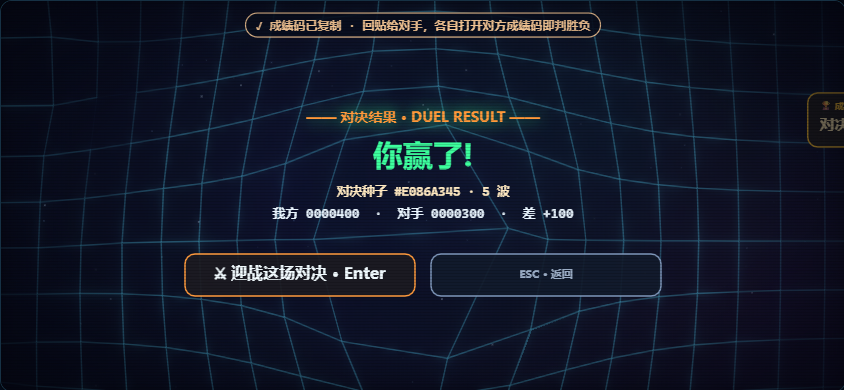 ✓ 成绩码已复制 · 回贴给对手，各自打开对方成绩码即判胜负
—— 对决结果 • DUEL RESULT ——
🏆 成
对决
你赢了!
对决种子 #E086A345 · 5 波
我方 0000400 · 对手 0000300 · 差 +100
⚔ 迎战这场对决 • Enter
ESC • 返回